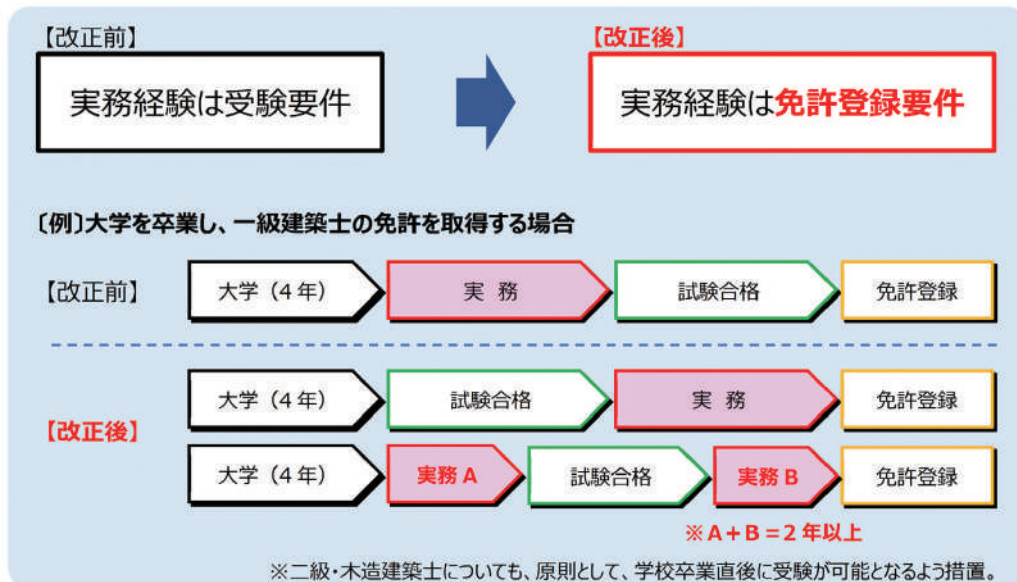 【改正前】
実務経験は受験要件
【改正後】
実務経験は免許登録要件
〔例〕大学を卒業し、一級建築士の免許を取得する場合
【改正前】
大学（4年）
実 務
試験合格
免許登録
【改正後】
大学（4年）
試験合格
実 務
免許登録
大学（4年）
実務 A
試験合格
実務 B
免許登録
※A+B=2年以上
※二級・木造建築士についても、原則として、学校卒業直後に受験が可能となるよう措置。